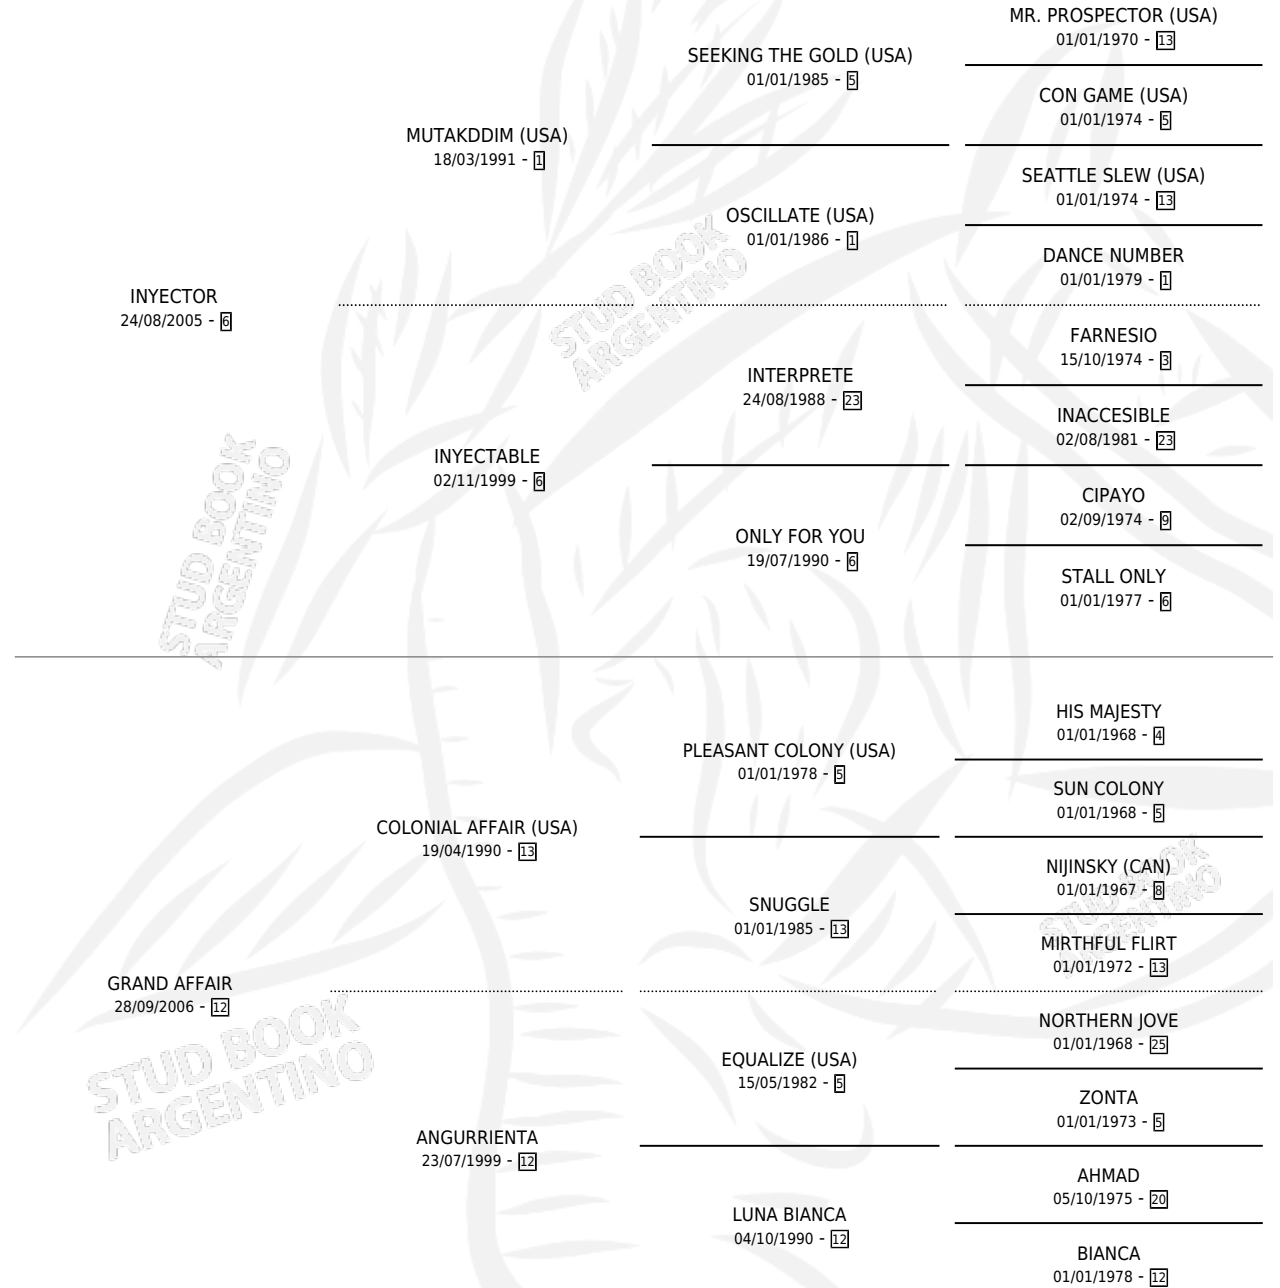 MR. PROSPECTOR (USA)
01/01/1970 - 13
SEEKING THE GOLD (USA)
01/01/1985 - 5
CON GAME (USA)
01/01/1974 - 5
MUTAKDDIM (USA)
18/03/1991 - 1
SEATTLE SLEW (USA)
01/01/1974 - 13
OSCILLATE (USA)
01/01/1986 - 1
DANCE NUMBER
01/01/1979 - 1
INYECTOR
24/08/2005 - 6
FARNESIO
15/10/1974 - 3
INTERPRETE
24/08/1988 - 23
INACCESIBLE
02/08/1981 - 23
INYECTABLE
02/11/1999 - 6
CIPAYO
02/09/1974 - 9
ONLY FOR YOU
19/07/1990 - 6
STALL ONLY
01/01/1977 - 6
HIS MAJESTY
01/01/1968 - 4
PLEASANT COLONY (USA)
01/01/1978 - 5
SUN COLONY
01/01/1968 - 5
COLONIAL AFFAIR (USA)
19/04/1990 - 13
NIJINSKY (CAN)
01/01/1967 - 8
SNUGGLE
01/01/1985 - 13
MIRTHFUL FLIRT
01/01/1972 - 13
GRAND AFFAIR
28/09/2006 - 12
NORTHERN JOVE
01/01/1968 - 25
EQUALIZE (USA)
15/05/1982 - 5
ZONTA
01/01/1973 - 5
ANGURRIENTA
23/07/1999 - 12
AHMAD
05/10/1975 - 20
LUNA BIANCA
04/10/1990 - 12
BIANCA
01/01/1978 - 12
STUD BOOK
ARGENTINO
STUD BOOK
ARGENTINO
STUD BOOK
ARGENTINO
STUD BOOK
ARGENTINO